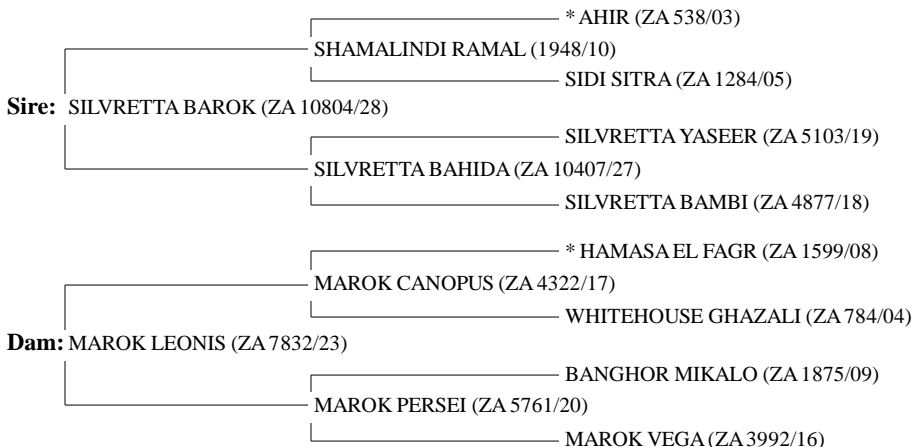 * AHIR (ZA 538/03)
SHAMALINDI RAMAL (1948/10)
SIDI SITRA (ZA 1284/05)
Sire: SILVRETTA BAROK (ZA 10804/28)
SILVRETTA YASEER (ZA 5103/19)
SILVRETTA BAHIDA (ZA 10407/27)
SILVRETTA BAMBI (ZA 4877/18)
* HAMASA EL FAGR (ZA 1599/08)
MAROK CANOPUS (ZA 4322/17)
WHITEHOUSE GHAZALI (ZA 784/04)
Dam: MAROK LEONIS (ZA 7832/23)
BANGHOR MIKALO (ZA 1875/09)
MAROK PERSEI (ZA 5761/20)
MAROK VEGA (ZA 3992/16)